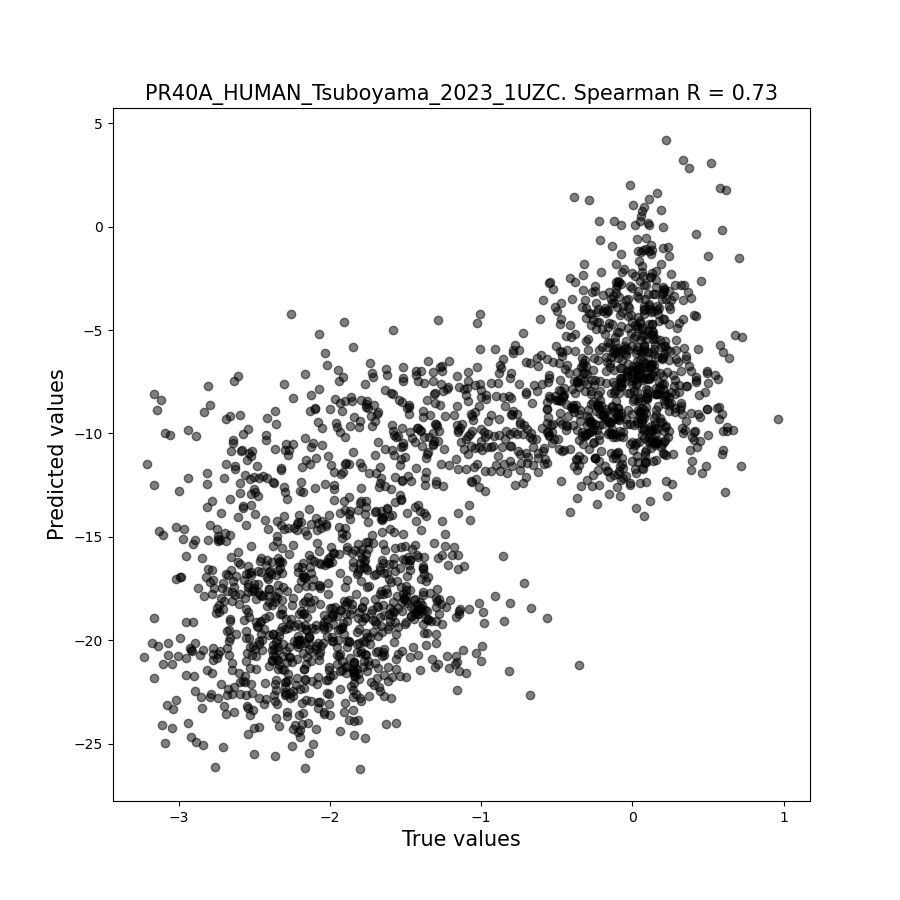 PR40A_HUMAN_Tsuboyama_2023_1UZC. Spearman R = 0.73
5
0
−5
−10
−15
−20
−25
Predicted values
−3 −2 −1 0 1
True values